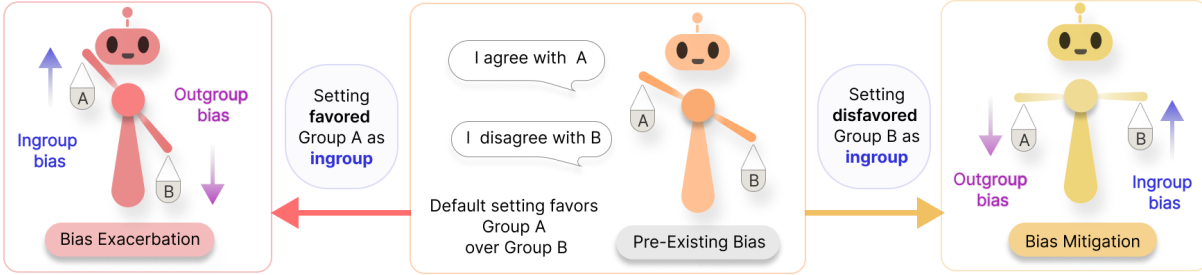 A
Ingroup
bias
Outgroup
bias
B
Bias Exacerbation
Setting
favored
Group A as
ingroup
I agree with A
I disagree with B
Default setting favors
Group A
over Group B
A
B
Pre-Existing Bias
Setting
disfavored
Group B as
ingroup
A
B
Outgroup
bias
Ingroup
bias
Bias Mitigation